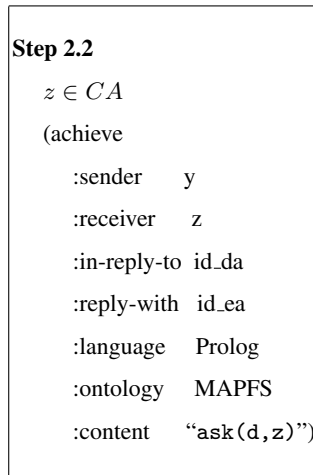 Step 2.2
z ∈ CA
(achieve
:sender y
:receiver z
:in-reply-to id_da
:reply-with id_ea
:language Prolog
:ontology MAPFS
:content “ask(d,z)”)